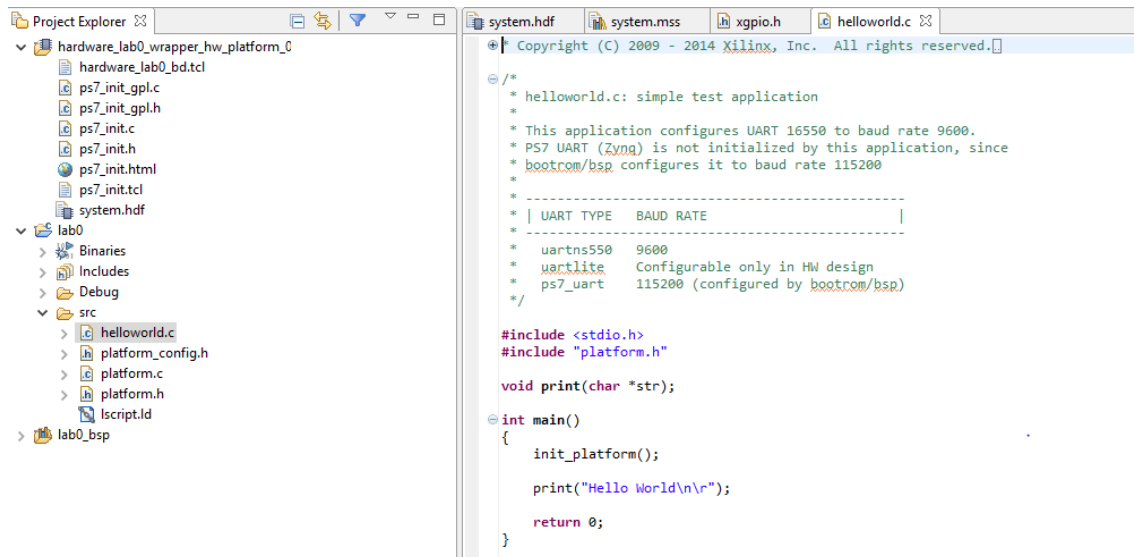 Project Explorer
hardware_lab0_wrapper_hw_platform_0
hardware_lab0_bd.tcl
ps7_init_gpl.c
ps7_init_gpl.h
ps7_init.c
ps7_init.h
ps7_init.html
ps7_init.tcl
system.hdf
lab0
Binaries
Includes
Debug
src
helloworld.c
platform_config.h
platform.c
platform.h
lscript.ld
lab0_bsp
system.hdf
system.mss
xgpio.h
helloworld.c
* Copyright (C) 2009 - 2014 Xilinx, Inc.  All rights reserved.
/*
 * helloworld.c: simple test application
 *
 * This application configures UART 16550 to baud rate 9600.
 * PS7 UART (Zynq) is not initialized by this application, since
 * bootrom/bsp configures it to baud rate 115200
 *
 * ------------------------------------------------
 * | UART TYPE   BAUD RATE                        |
 * ------------------------------------------------
 *   uartns550   9600
 *   uartlite    Configurable only in HW design
 *   ps7_uart    115200 (configured by bootrom/bsp)
 */
#include <stdio.h>
#include "platform.h"
void print(char *str);
int main()
{
    init_platform();
    print("Hello World\n\r");
    return 0;
}